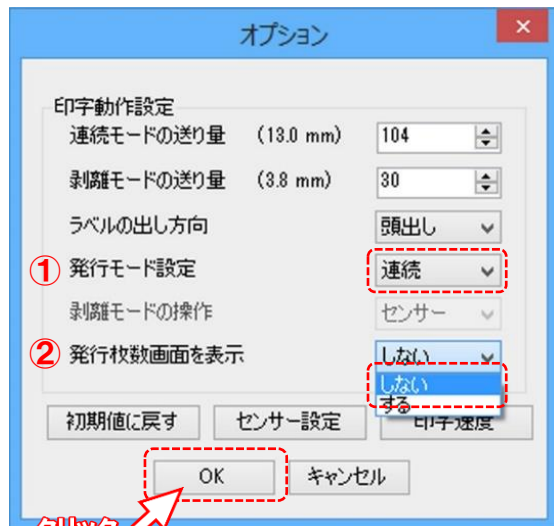 オプション
印字動作設定
連続モードの送り量 (13.0 mm) 104
剥離モードの送り量 (3.8 mm) 30
ラベルの出し方向 頭出し
① 発行モード設定 連続
剥離モードの操作 センサー
② 発行枚数画面を表示 しない
しない
する
初期値に戻す センサー設定 印字速度
OK キャンセル
クリック